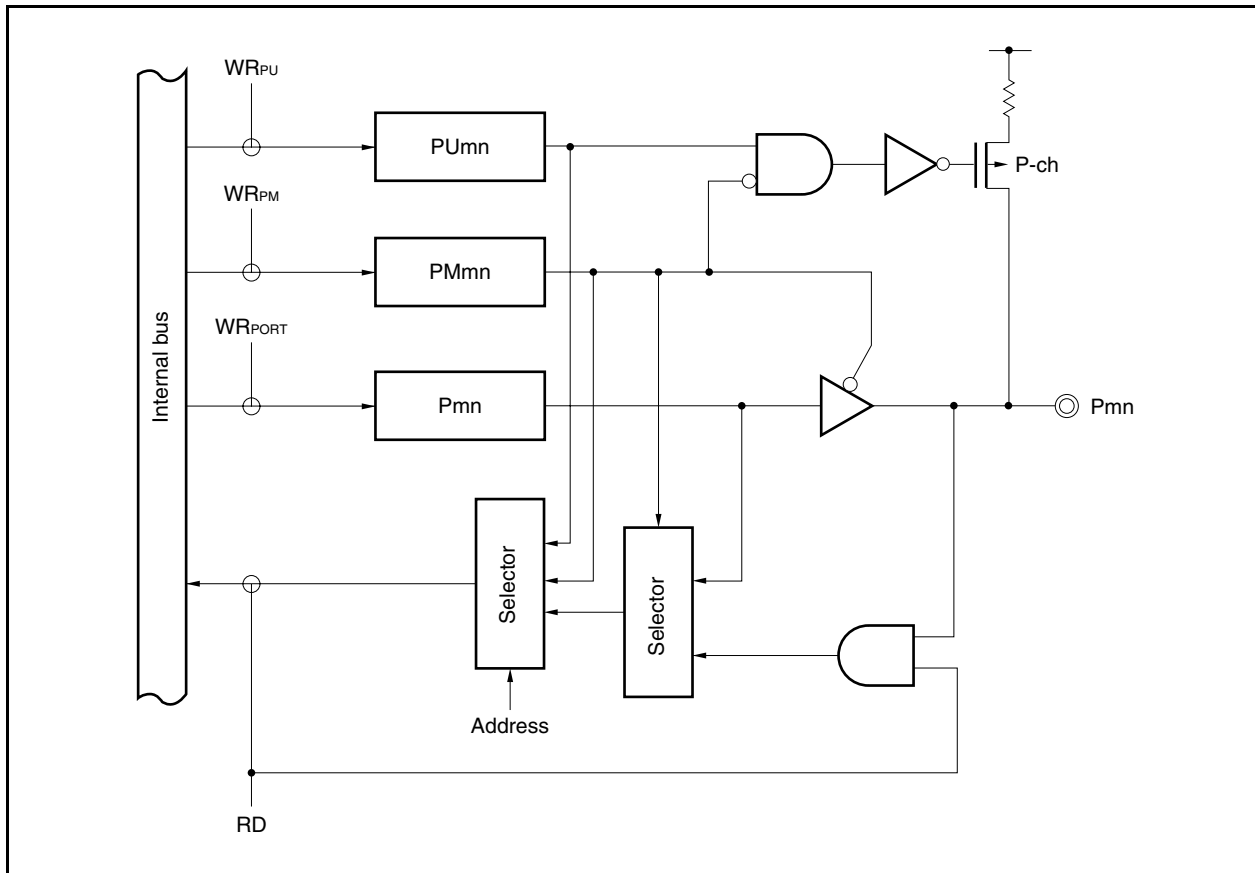 WRPU
PUmn
P-ch
WRPM
PMmn
WRPORT
Internal bus
Pmn
Pmn
Selector
Selector
Address
RD